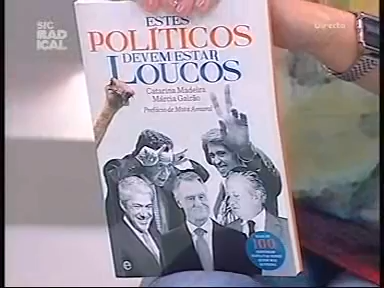 SIC
RADICAL
Directo
ESTES
POLÍTICOS
DEVEM ESTAR
LOUCOS
Catarina Madeira
Márcia Galrão
Prefácio de
100
e